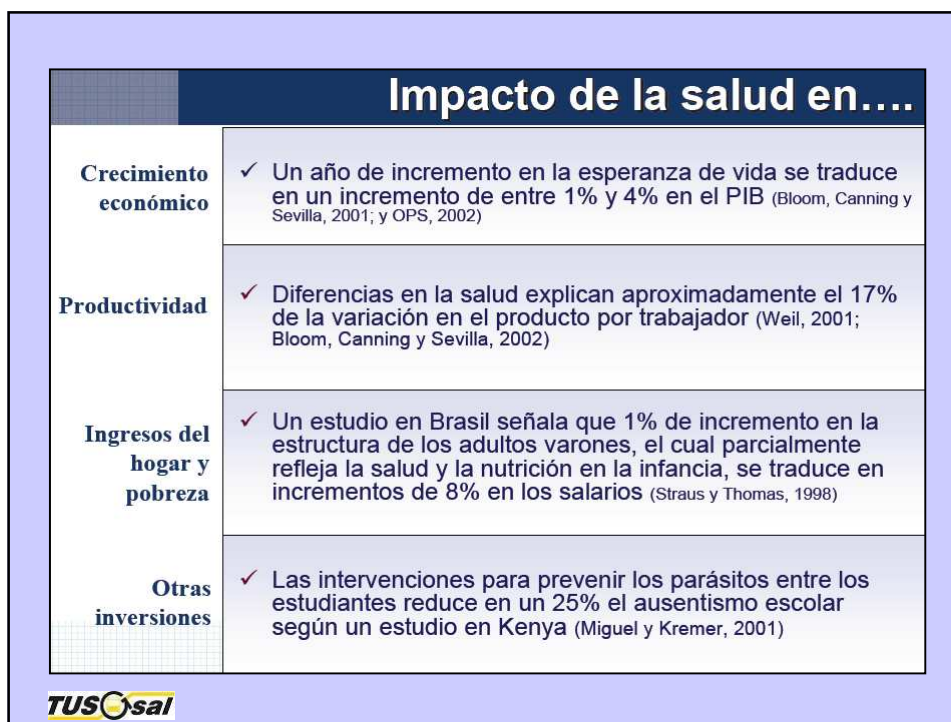 Impacto de la salud en....
Crecimiento
económico
✓ Un año de incremento en la esperanza de vida se traduce
en un incremento de entre 1% y 4% en el PIB (Bloom, Canning y
Sevilla, 2001; y OPS, 2002)
Productividad
✓ Diferencias en la salud explican aproximadamente el 17%
de la variación en el producto por trabajador (Weil, 2001;
Bloom, Canning y Sevilla, 2002)
Ingresos del
hogar y
pobreza
✓ Un estudio en Brasil señala que 1% de incremento en la
estructura de los adultos varones, el cual parcialmente
refleja la salud y la nutrición en la infancia, se traduce en
incrementos de 8% en los salarios (Straus y Thomas, 1998)
Otras
inversiones
✓ Las intervenciones para prevenir los parásitos entre los
estudiantes reduce en un 25% el ausentismo escolar
según un estudio en Kenya (Miguel y Kremer, 2001)
TUSOsal